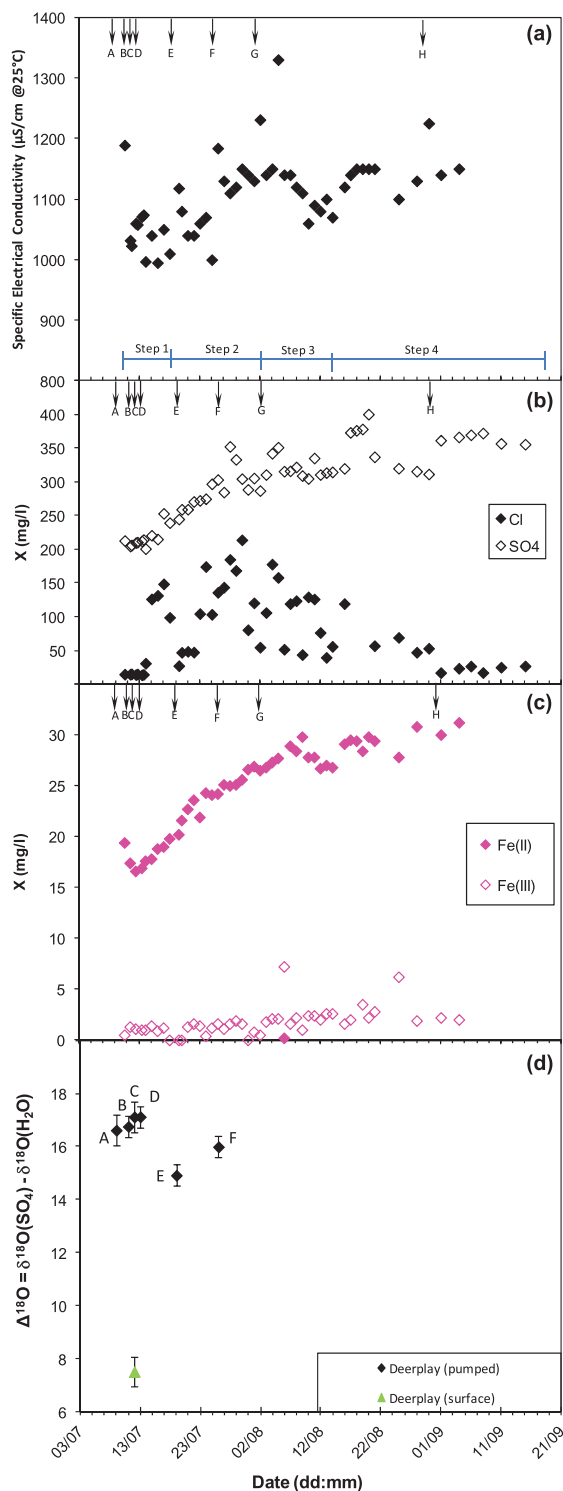 1400
1300
1200
1100
1000
900
800
Specific Electrical Conductivity (µS/cm @25°C)
(a)
A B C D E F G H
Step 1 Step 2 Step 3 Step 4
(b)
A B C D E F G H
400
350
300
250
200
150
100
50
X (mg/l)
Cl
SO4
(c)
A B C D E F G H
30
25
20
15
10
5
0
X (mg/l)
Fe(II)
Fe(III)
(d)
18
16
14
12
10
8
6
Δ¹⁸O = δ¹⁸O(SO₄) - δ¹⁸O(H₂O)
A B C D E F
Deerplay (pumped)
Deerplay (surface)
03/07 13/07 23/07 02/08 12/08 22/08 01/09 11/09 21/09
Date (dd:mm)